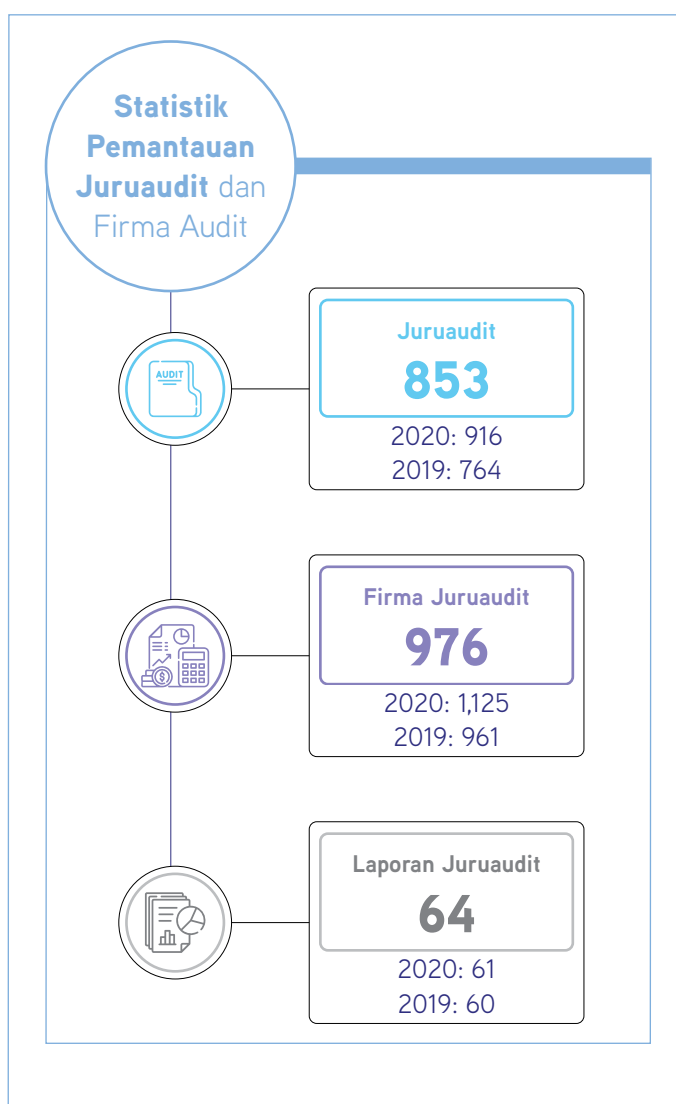 Statistik
Pemantauan
Juruaudit dan
Firma Audit
AUDIT
Juruaudit
853
2020: 916
2019: 764
Firma Juruaudit
976
2020: 1,125
2019: 961
$
Laporan Juruaudit
64
2020: 61
2019: 60